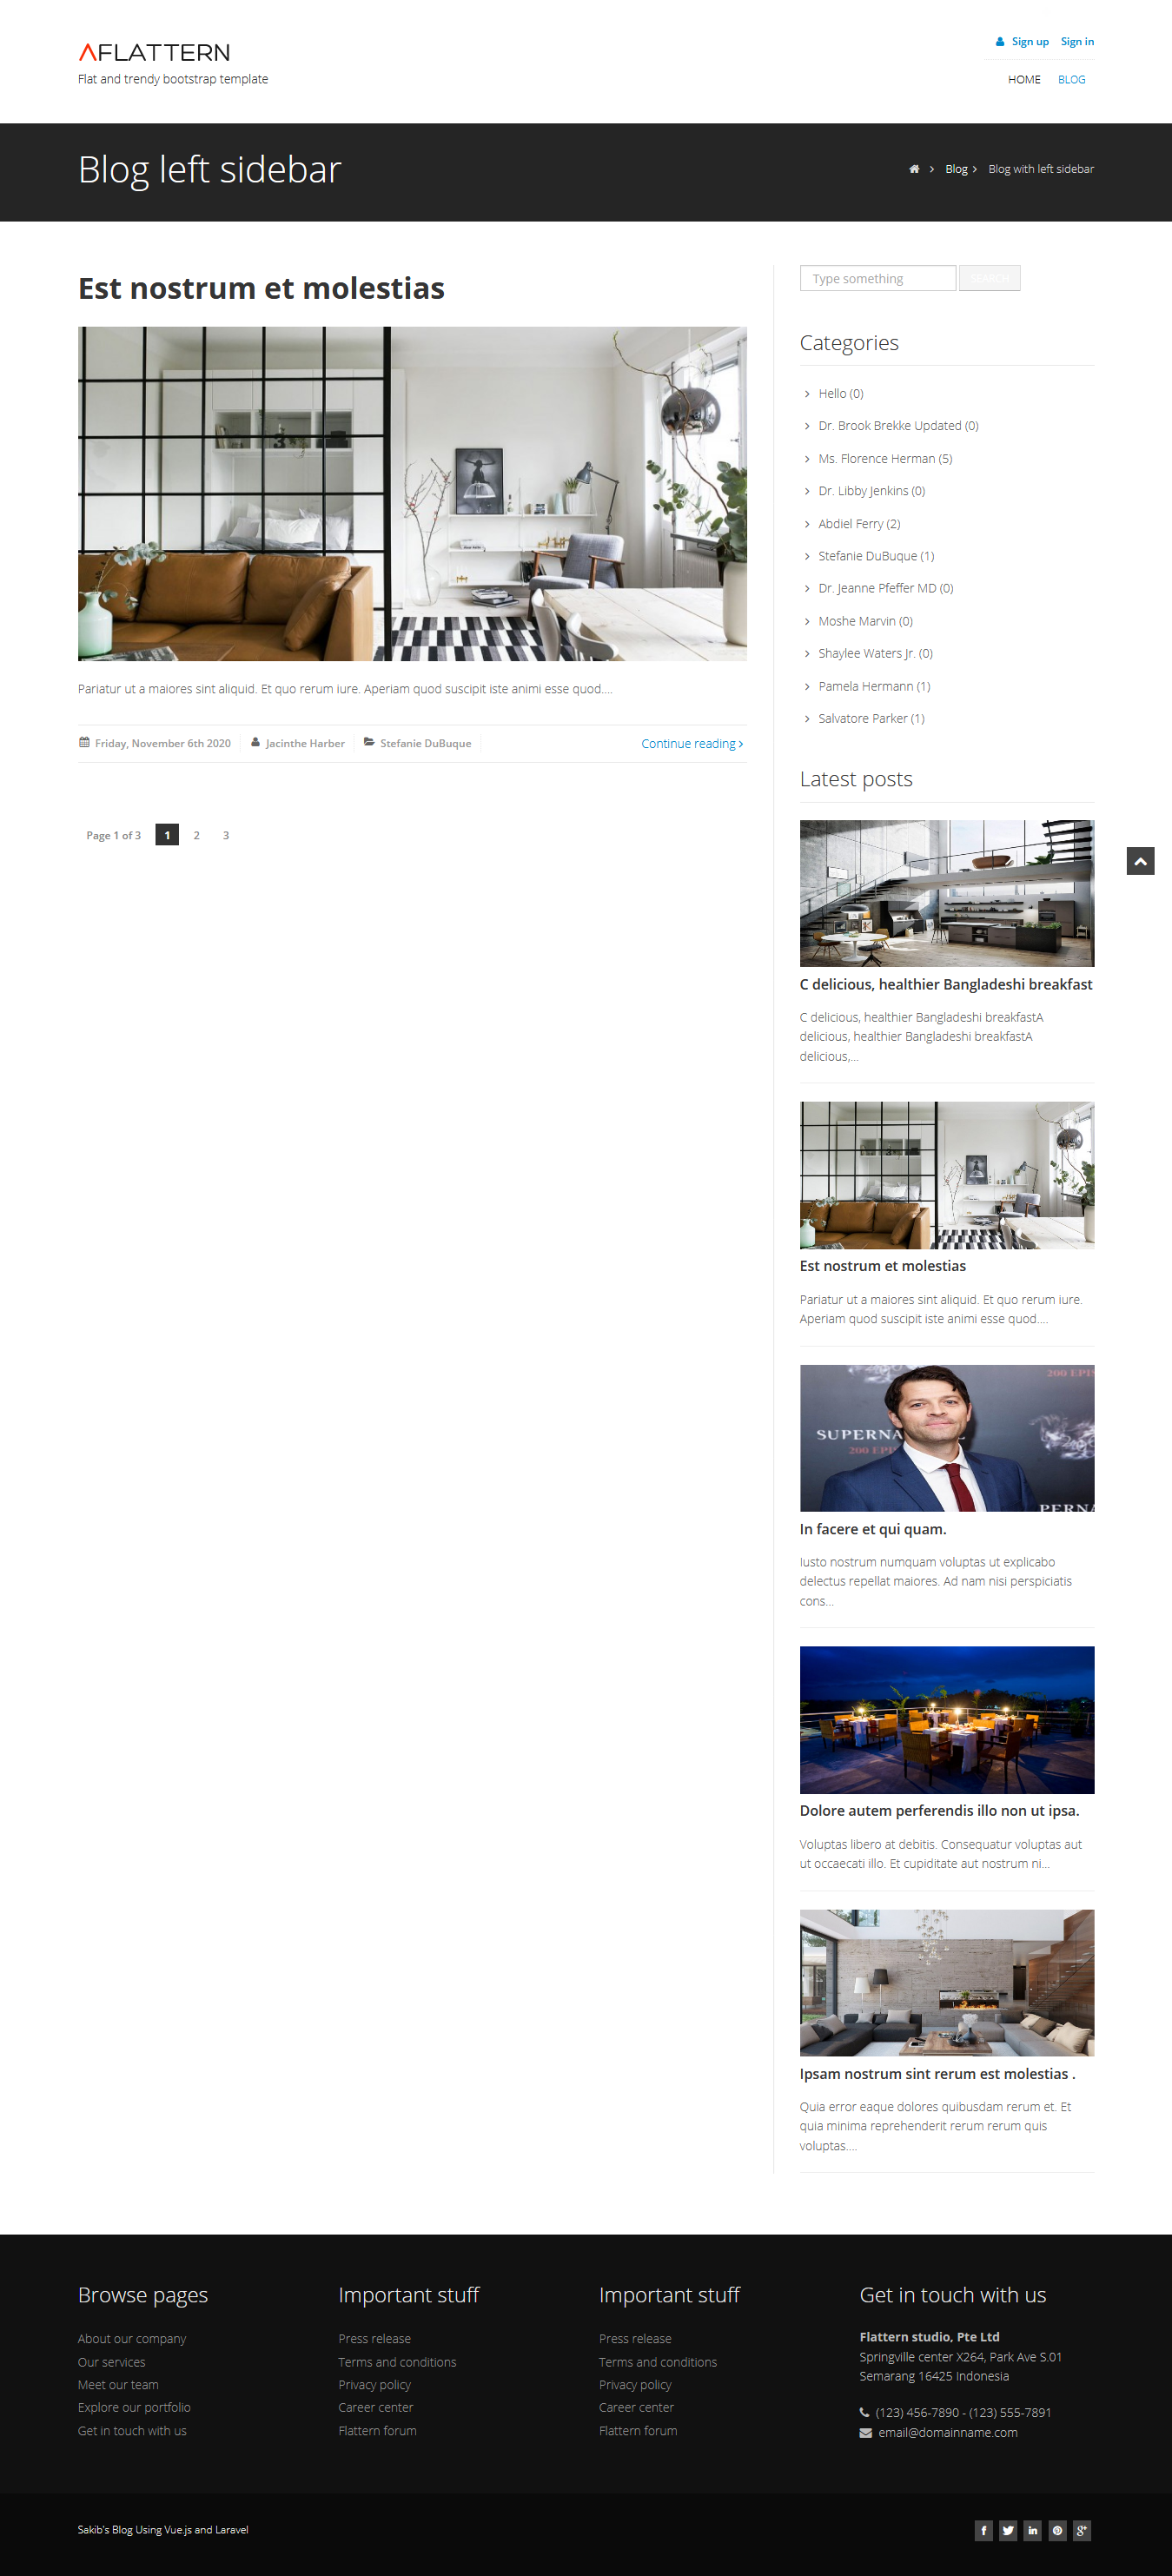 Sign up Sign in
AFLATTERN
Flat and trendy bootstrap template
HOME BLOG
Blog left sidebar
Blog Blog with left sidebar
Est nostrum et molestias
Pariatur ut a maiores sint aliquid. Et quo rerum iure. Aperiam quod suscipit iste animi esse quod....
Friday, November 6th 2020 Jacinthe Harber Stefanie DuBuque Continue reading
Page 1 of 3 1 2 3
Type something SEARCH
Categories
Hello (0)
Dr. Brook Brekke Updated (0)
Ms. Florence Herman (5)
Dr. Libby Jenkins (0)
Abdiel Ferry (2)
Stefanie DuBuque (1)
Dr. Jeanne Pfeffer MD (0)
Moshe Marvin (0)
Shaylee Waters Jr. (0)
Pamela Hermann (1)
Salvatore Parker (1)
Latest posts
C delicious, healthier Bangladeshi breakfast
C delicious, healthier Bangladeshi breakfastA
delicious, healthier Bangladeshi breakfastA
delicious,...
Est nostrum et molestias
Pariatur ut a maiores sint aliquid. Et quo rerum iure.
Aperiam quod suscipit iste animi esse quod....
200 EPI
SUPERNA
200 EP
PERNA
In facere et qui quam.
Iusto nostrum numquam voluptas ut explicabo
delectus repellat maiores. Ad nam nisi perspiciatis
cons...
Dolore autem perferendis illo non ut ipsa.
Voluptas libero at debitis. Consequatur voluptas aut
ut occaecati illo. Et cupiditate aut nostrum ni...
Ipsam nostrum sint rerum est molestias .
Quia error eaque dolores quibusdam rerum et. Et
quia minima reprehenderit rerum rerum quis
voluptas....
Browse pages
About our company
Our services
Meet our team
Explore our portfolio
Get in touch with us
Important stuff
Press release
Terms and conditions
Privacy policy
Career center
Flattern forum
Important stuff
Press release
Terms and conditions
Privacy policy
Career center
Flattern forum
Get in touch with us
Flattern studio, Pte Ltd
Springville center X264, Park Ave S.01
Semarang 16425 Indonesia
(123) 456-7890 - (123) 555-7891
email@domainname.com
Sakib's Blog Using Vue.js and Laravel